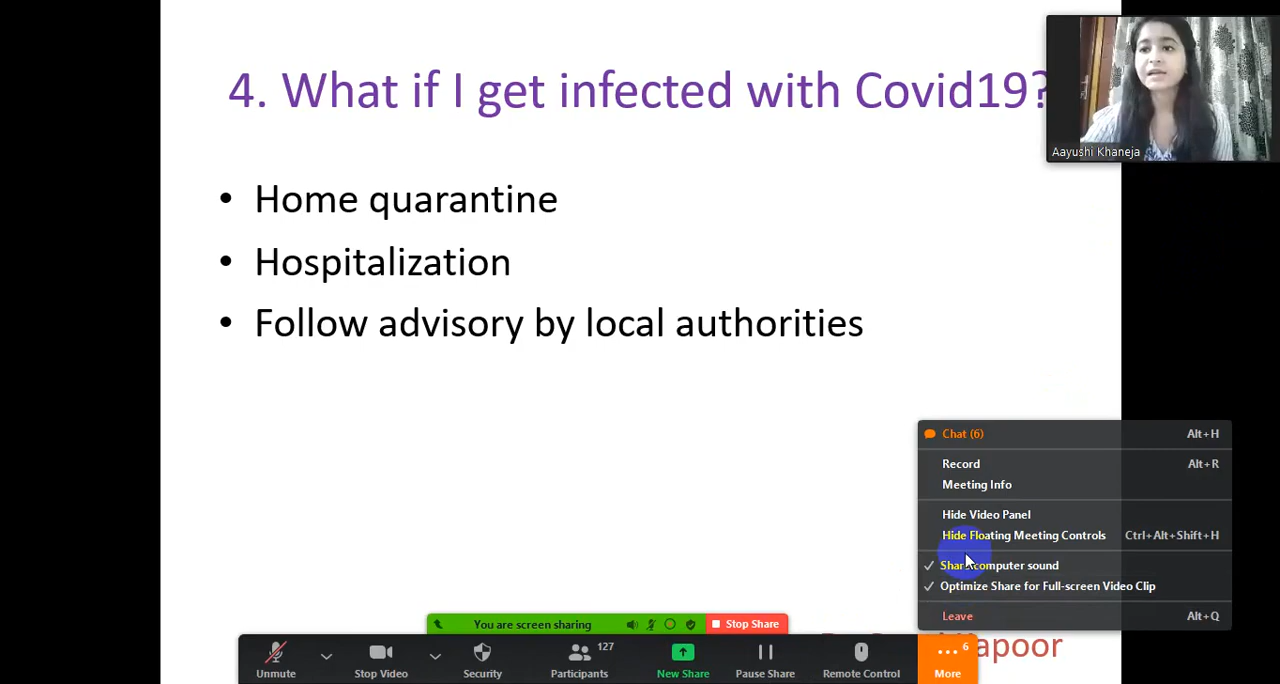 4. What if I get infected with Covid19?
Aayushi Khaneja
• Home quarantine
• Hospitalization
• Follow advisory by local authorities
Chat (6) Alt+H
Record Alt+R
Meeting Info
Hide Video Panel
Hide Floating Meeting Controls Ctrl+Alt+Shift+H
✓ Share computer sound
✓ Optimize Share for Full-screen Video Clip
Leave Alt+Q
You are screen sharing Stop Share
apoor
127
6
Unmute Stop Video Security Participants New Share Pause Share Remote Control More